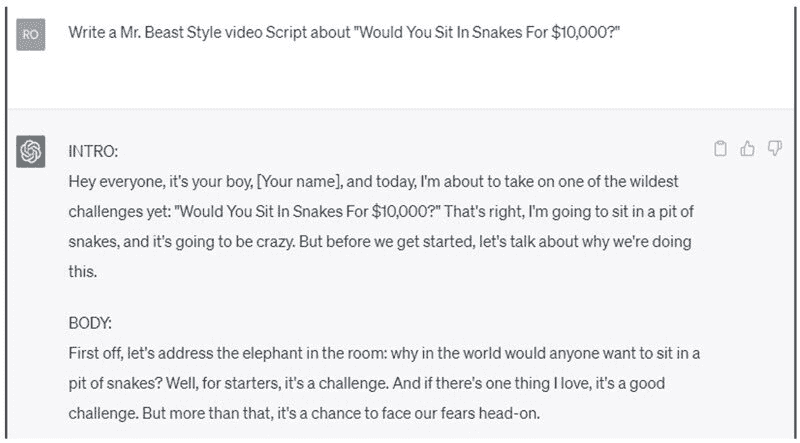 RO
Write a Mr. Beast Style video Script about "Would You Sit In Snakes For $10,000?"
INTRO:
Hey everyone, it's your boy, [Your name], and today, I'm about to take on one of the wildest
challenges yet: "Would You Sit In Snakes For $10,000?" That's right, I'm going to sit in a pit of
snakes, and it's going to be crazy. But before we get started, let's talk about why we're doing
this.
BODY:
First off, let's address the elephant in the room: why in the world would anyone want to sit in a
pit of snakes? Well, for starters, it's a challenge. And if there's one thing I love, it's a good
challenge. But more than that, it's a chance to face our fears head-on.